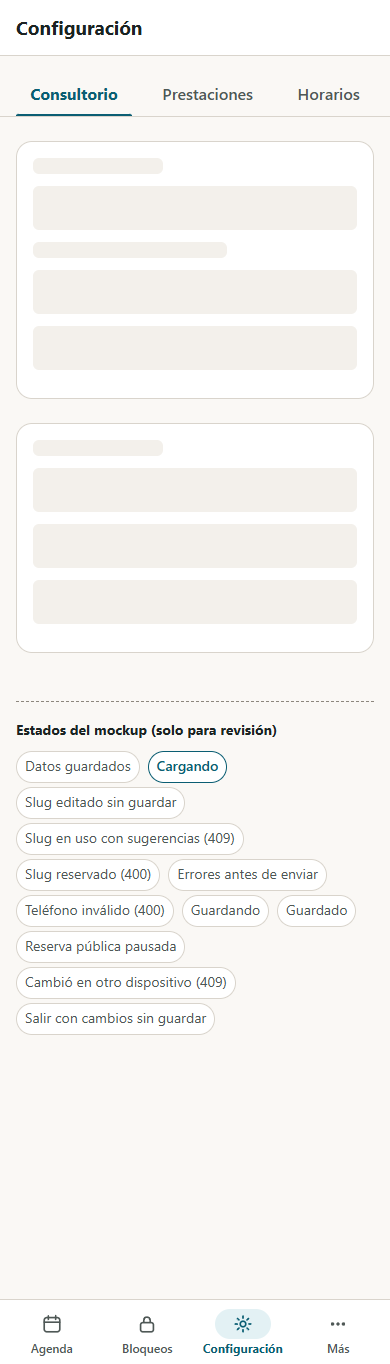 Configuración
Consultorio Prestaciones Horarios
Estados del mockup (solo para revisión)
Datos guardados Cargando
Slug editado sin guardar
Slug en uso con sugerencias (409)
Slug reservado (400) Errores antes de enviar
Teléfono inválido (400) Guardando Guardado
Reserva pública pausada
Cambió en otro dispositivo (409)
Salir con cambios sin guardar
Agenda Bloqueos Configuración Más